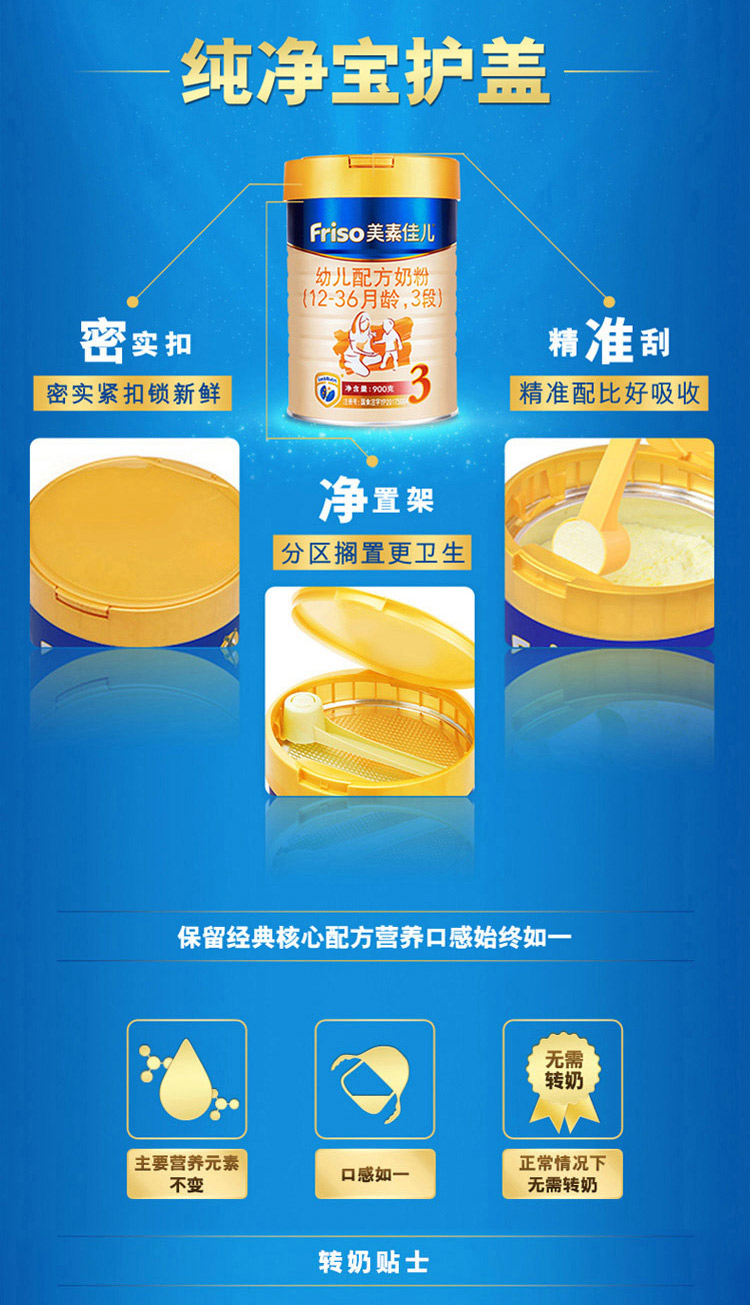 纯净宝护盖
Friso美素佳儿
幼儿配方奶粉
(12-36月龄,3段)
净含量:900克
3
密实扣
密实紧扣锁新鲜
精准刮
精准配比好吸收
净置架
分区搁置更卫生
保留经典核心配方营养口感始终如一
无需
转奶
主要营养元素
不变
口感如一
正常情况下
无需转奶
转奶贴士